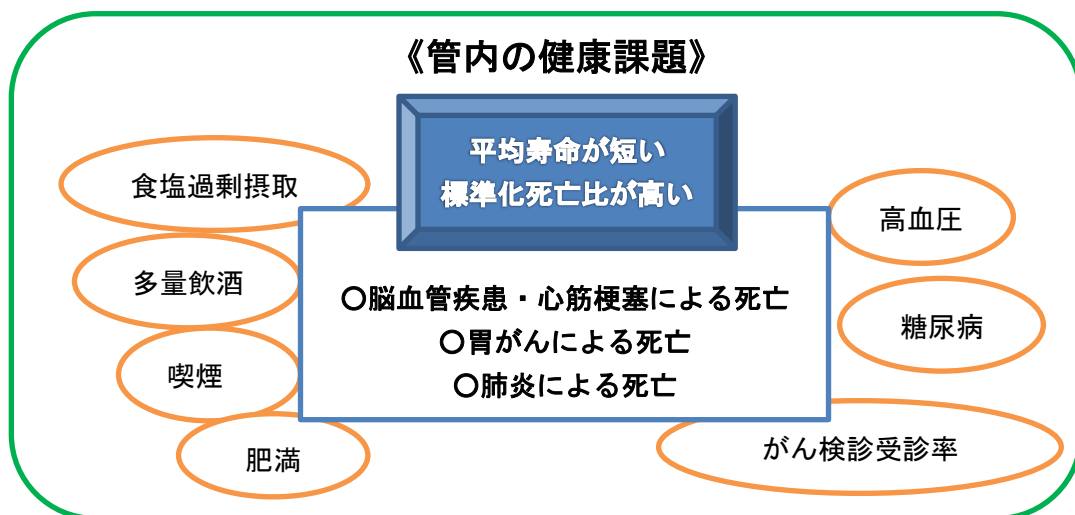 《管内の健康課題》
平均寿命が短い
標準化死亡比が高い
食塩過剰摂取
多量飲酒
喫煙
肥満
〇脳血管疾患・心筋梗塞による死亡
〇胃がんによる死亡
〇肺炎による死亡
高血圧
糖尿病
がん検診受診率